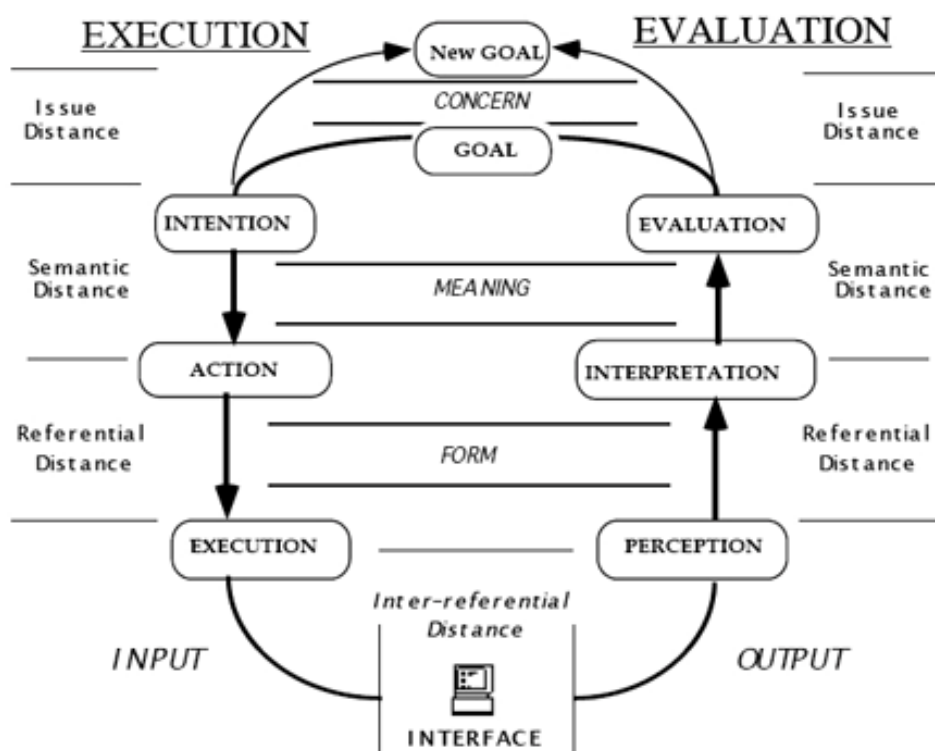 EXECUTION
EVALUATION
New GOAL
CONCERN
Issue
Distance
Issue
Distance
GOAL
INTENTION
EVALUATION
Semantic
Distance
MEANING
Semantic
Distance
ACTION
INTERPRETATION
Referential
Distance
FORM
Referential
Distance
EXECUTION
PERCEPTION
Inter-referential
Distance
INPUT
OUTPUT
INTERFACE